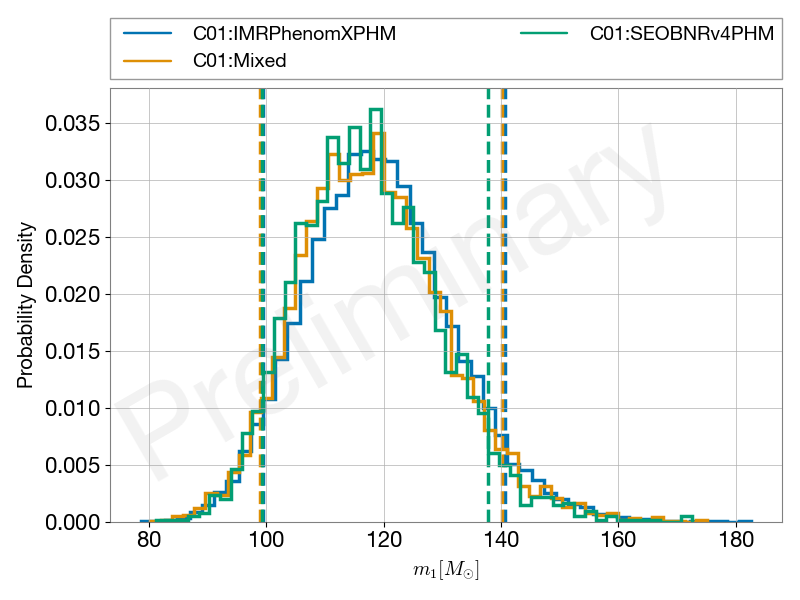 C01:IMRPhenomXPHM
C01:SEOBNRv4PHM
C01:Mixed
Preliminary
Probability Density
0.035
0.030
0.025
0.020
0.015
0.010
0.005
0.000
80 100 120 140 160 180
m₁[M☉]